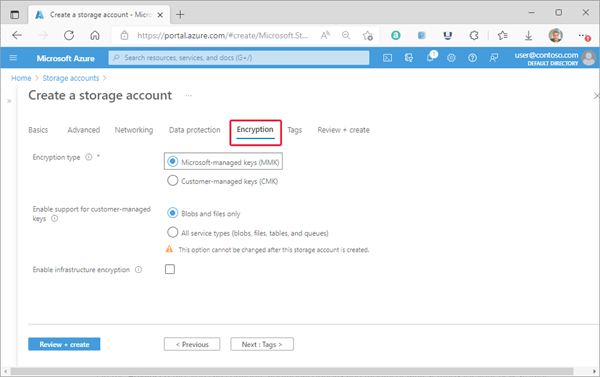 Create a storage account - Micros
https://portal.azure.com/#create/Microsoft.St...
Microsoft Azure
Search resources, services, and docs (G+/)
1
user@contoso.com
DEFAULT DIRECTORY
Home > Storage accounts >
Create a storage account ...
Basics Advanced Networking Data protection Encryption Tags Review + create
Encryption type * Microsoft-managed keys (MMK)
Customer-managed keys (CMK)
Enable support for customer-managed
keys
Blobs and files only
All service types (blobs, files, tables, and queues)
This option cannot be changed after this storage account is created.
Enable infrastructure encryption
Review + create < Previous Next : Tags >